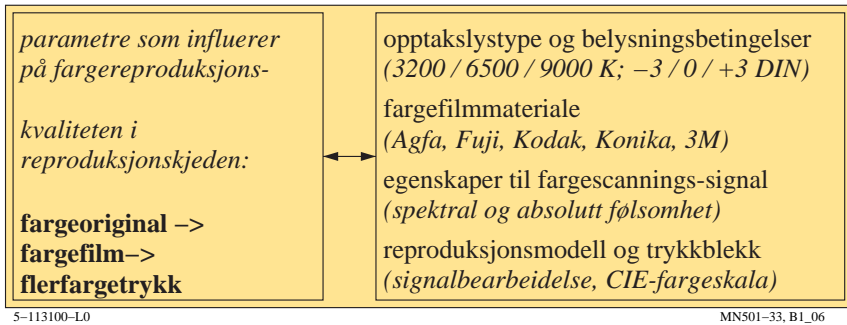 parametre som influerer
på fargereproduksjons-
kvaliteten i
reproduksjonskjeden:
fargeoriginal −>
fargefilm−>
flerfargetrykk
opptakslystype og belysningsbetingelser
(3200 / 6500 / 9000 K; −3 / 0 / +3 DIN)
fargefilmmateriale
(Agfa, Fuji, Kodak, Konika, 3M)
egenskaper til fargescannings-signal
(spektral og absolutt følsomhet)
reproduksjonsmodell og trykkblekk
(signalbearbeidelse, CIE-fargeskala)
5−113100−L0
MN501−33, B1_06